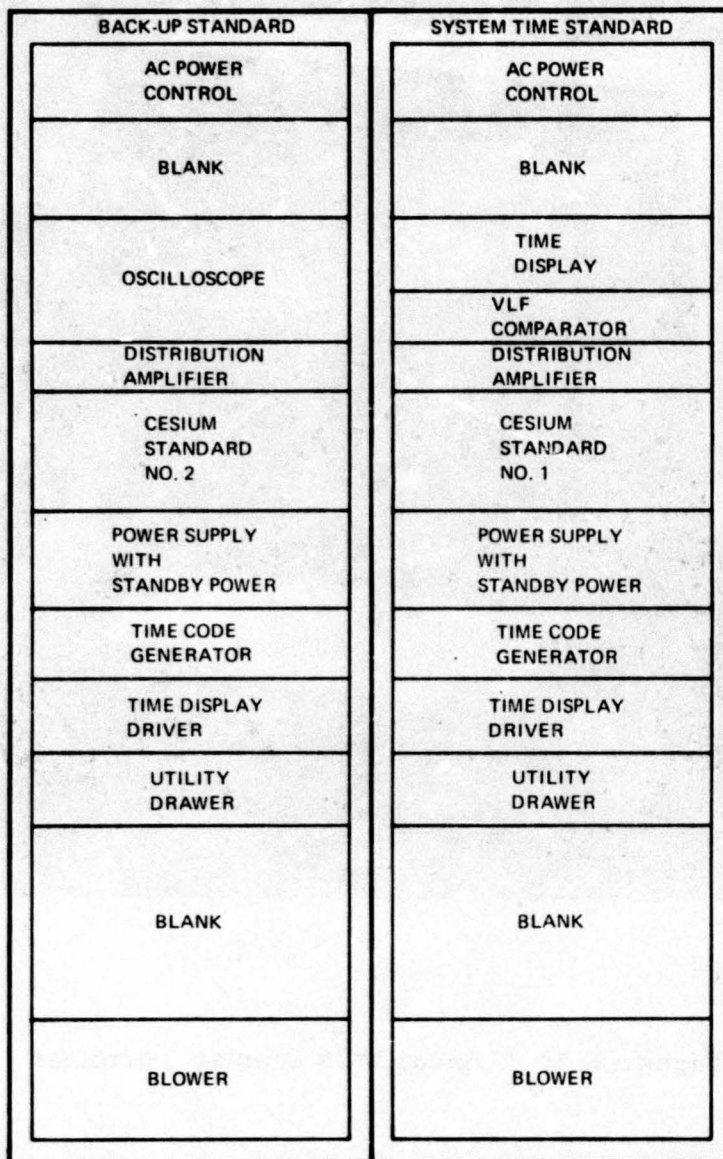 BACK-UP STANDARD
AC POWER
CONTROL
BLANK
OSCILLOSCOPE
DISTRIBUTION
AMPLIFIER
CESIUM
STANDARD
NO. 2
POWER SUPPLY
WITH
STANDBY POWER
TIME CODE
GENERATOR
TIME DISPLAY
DRIVER
UTILITY
DRAWER
BLANK
BLOWER
SYSTEM TIME STANDARD
AC POWER
CONTROL
BLANK
TIME
DISPLAY
VLF
COMPARATOR
DISTRIBUTION
AMPLIFIER
CESIUM
STANDARD
NO. 1
POWER SUPPLY
WITH
STANDBY POWER
TIME CODE
GENERATOR
TIME DISPLAY
DRIVER
UTILITY
DRAWER
BLANK
BLOWER